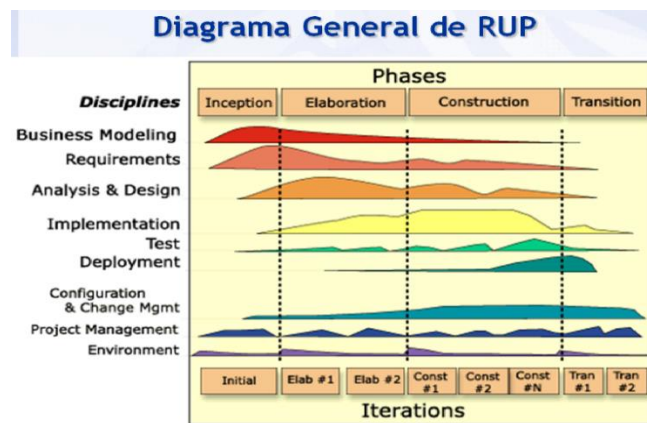 Diagrama General de RUP
Phases
Disciplines
Inception
Elaboration
Construction
Transition
Business Modeling
Requirements
Analysis & Design
Implementation
Test
Deployment
Configuration
& Change Mgmt
Project Management
Environment
Initial
Elab #1
Elab #2
Const
#1
Const
#2
Const
#N
Tran
#1
Tran
#2
Iterations